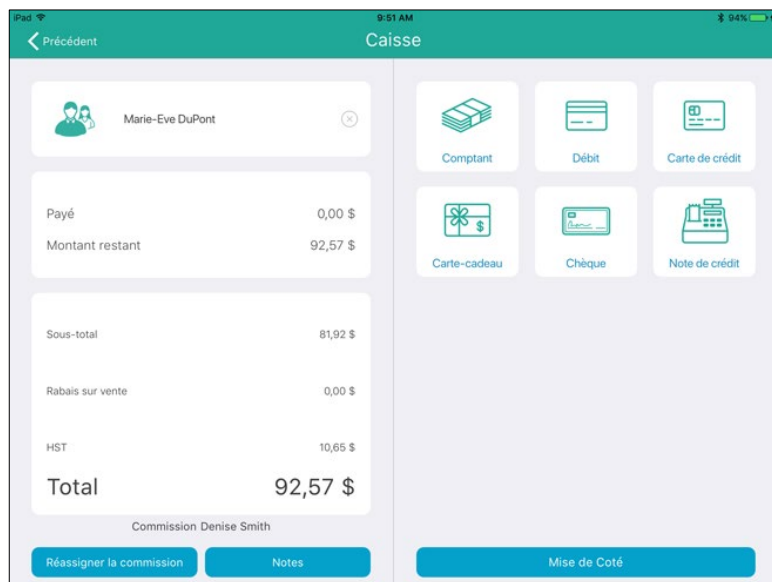 iPad 9:51 AM 94%
Précédent Caisse
Marie-Eve DuPont
Payé 0,00 $
Montant restant 92,57 $
Sous-total 81,92 $
Rabais sur vente 0,00 $
HST 10,65 $
Total 92,57 $
Commission Denise Smith
Réassigner la commission Notes
Comptant Débit Carte de crédit
$
Carte-cadeau Chèque Note de crédit
Mise de Coté